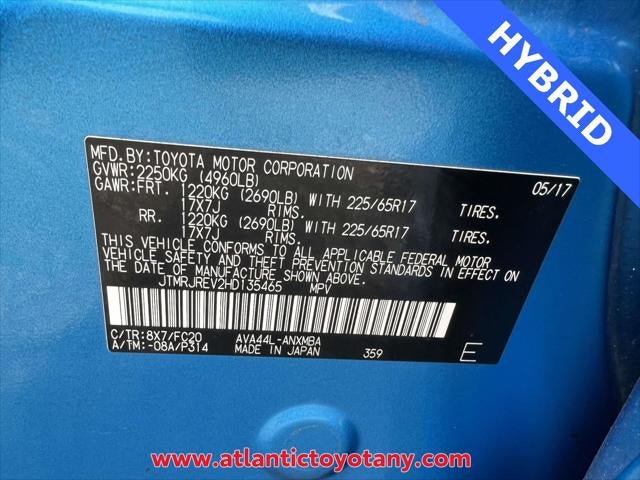 HYBRID
MFD.BY:TOYOTA MOTOR CORPORATION 05/17
GVWR:2250KG (4960LB)
GAWR:FRT. 1220KG (2690LB) WITH 225/65R17 TIRES.
17X7J RIMS.
RR. 1220KG (2690LB) WITH 225/65R17 TIRES.
17X7J RIMS.
THIS VEHICLE CONFORMS TO ALL APPLICABLE FEDERAL MOTOR
VEHICLE SAFETY AND THEFT PREVENTION STANDARDS IN EFFECT ON
THE DATE OF MANUFACTURE SHOWN ABOVE.
JTMRJREV2HD135465 MPV
C/TR:8X7/FC20 AVA44L-ANXMBA
A/TM:-08A/P314 MADE IN JAPAN 359 E
www.atlantictoyotany.com